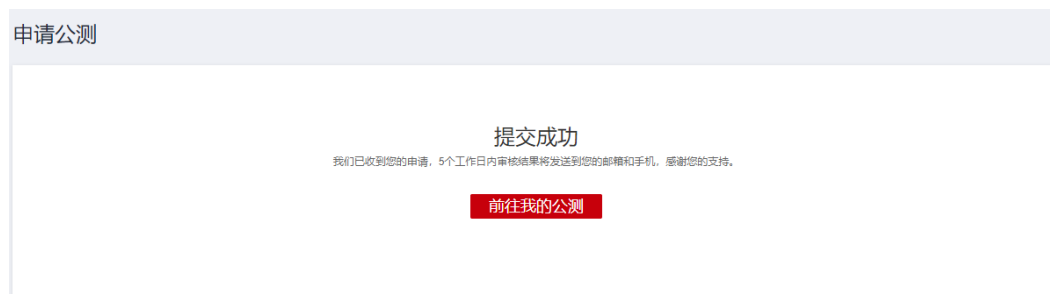 申请公测
提交成功
我们已收到您的申请，5个工作日内审核结果将发送到您的邮箱和手机，感谢您的支持。
前往我的公测